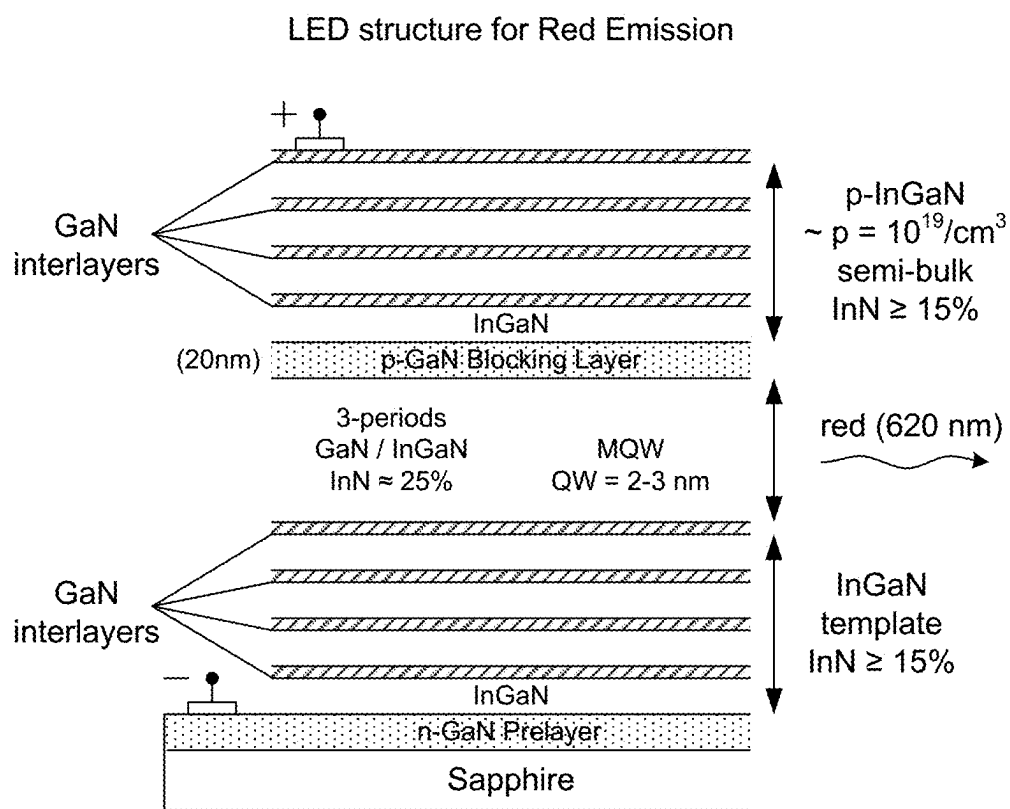 LED structure for Red Emission
+
GaN
interlayers
p-InGaN
~ p = 10¹⁹/cm³
semi-bulk
InN ≥ 15%
InGaN
(20nm)
p-GaN Blocking Layer
3-periods
GaN / InGaN
InN ≈ 25%
MQW
QW = 2-3 nm
red (620 nm)
GaN
interlayers
InGaN
template
InN ≥ 15%
−
InGaN
n-GaN Prelayer
Sapphire